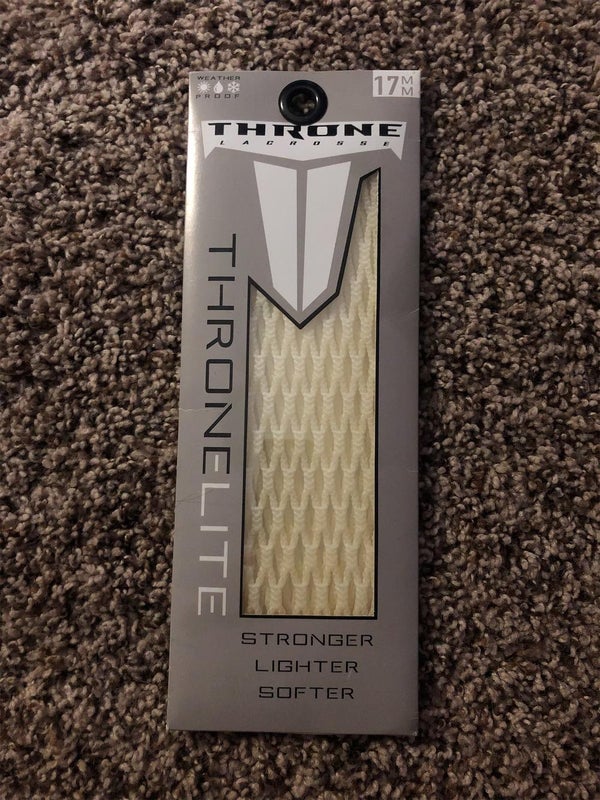 WEATHER
PROOF
17MM
THRONE
LACROSSE
THRONELITE
STRONGER
LIGHTER
SOFTER